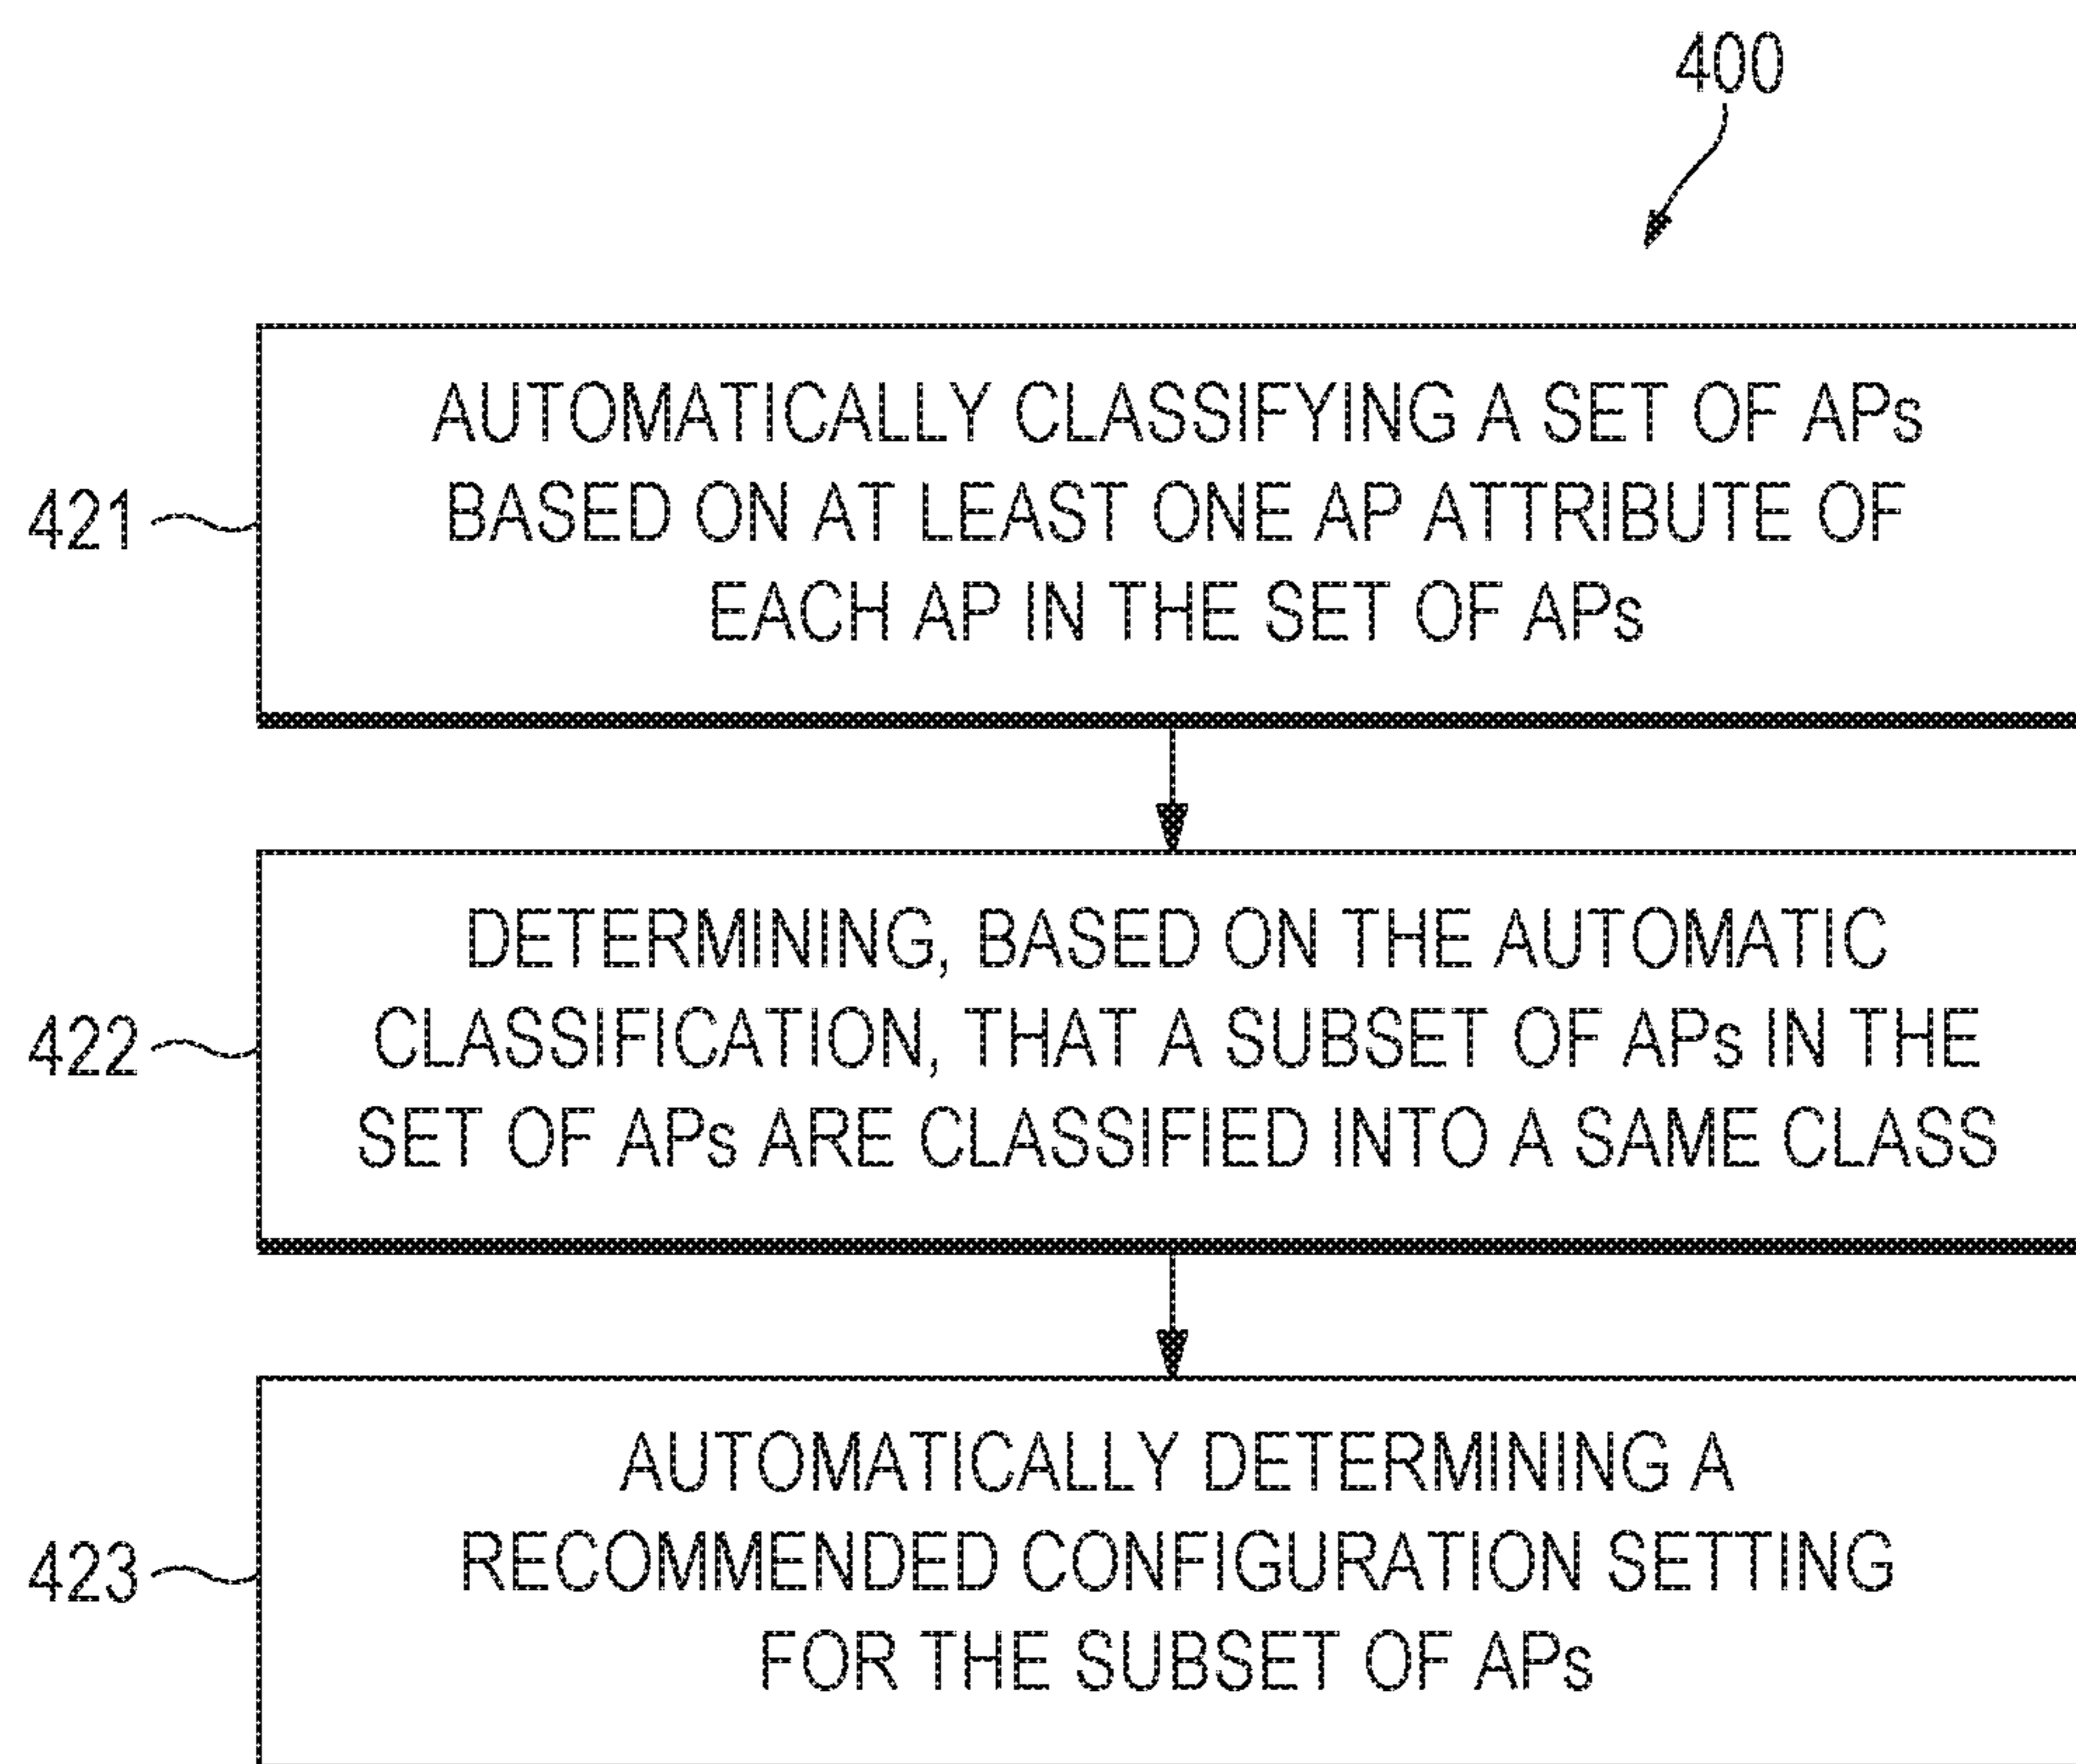 400
AUTOMATICALLY CLASSIFYING A SET OF APs
BASED ON AT LEAST ONE AP ATTRIBUTE OF
EACH AP IN THE SET OF APs
421
DETERMINING, BASED ON THE AUTOMATIC
CLASSIFICATION, THAT A SUBSET OF APs IN THE
SET OF APs ARE CLASSIFIED INTO A SAME CLASS
422
AUTOMATICALLY DETERMINING A
RECOMMENDED CONFIGURATION SETTING
FOR THE SUBSET OF APs
423